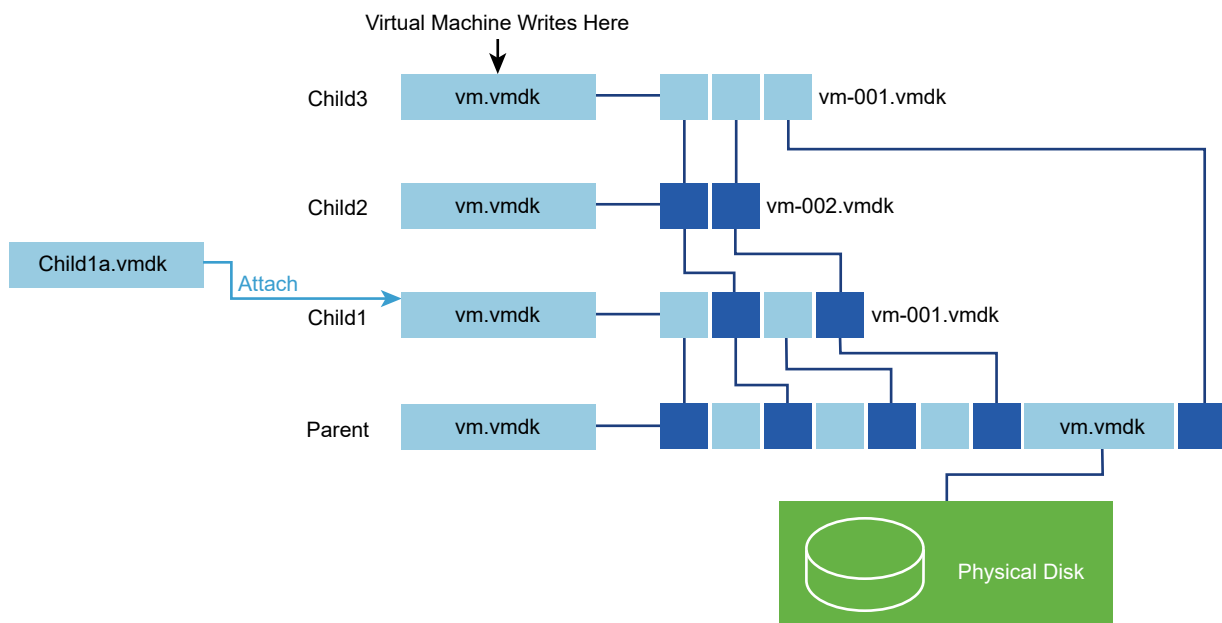 Virtual Machine Writes Here
Child3
vm.vmdk
vm-001.vmdk
Child2
vm.vmdk
vm-002.vmdk
Child1a.vmdk
Attach
Child1
vm.vmdk
vm-001.vmdk
Parent
vm.vmdk
vm.vmdk
Physical Disk